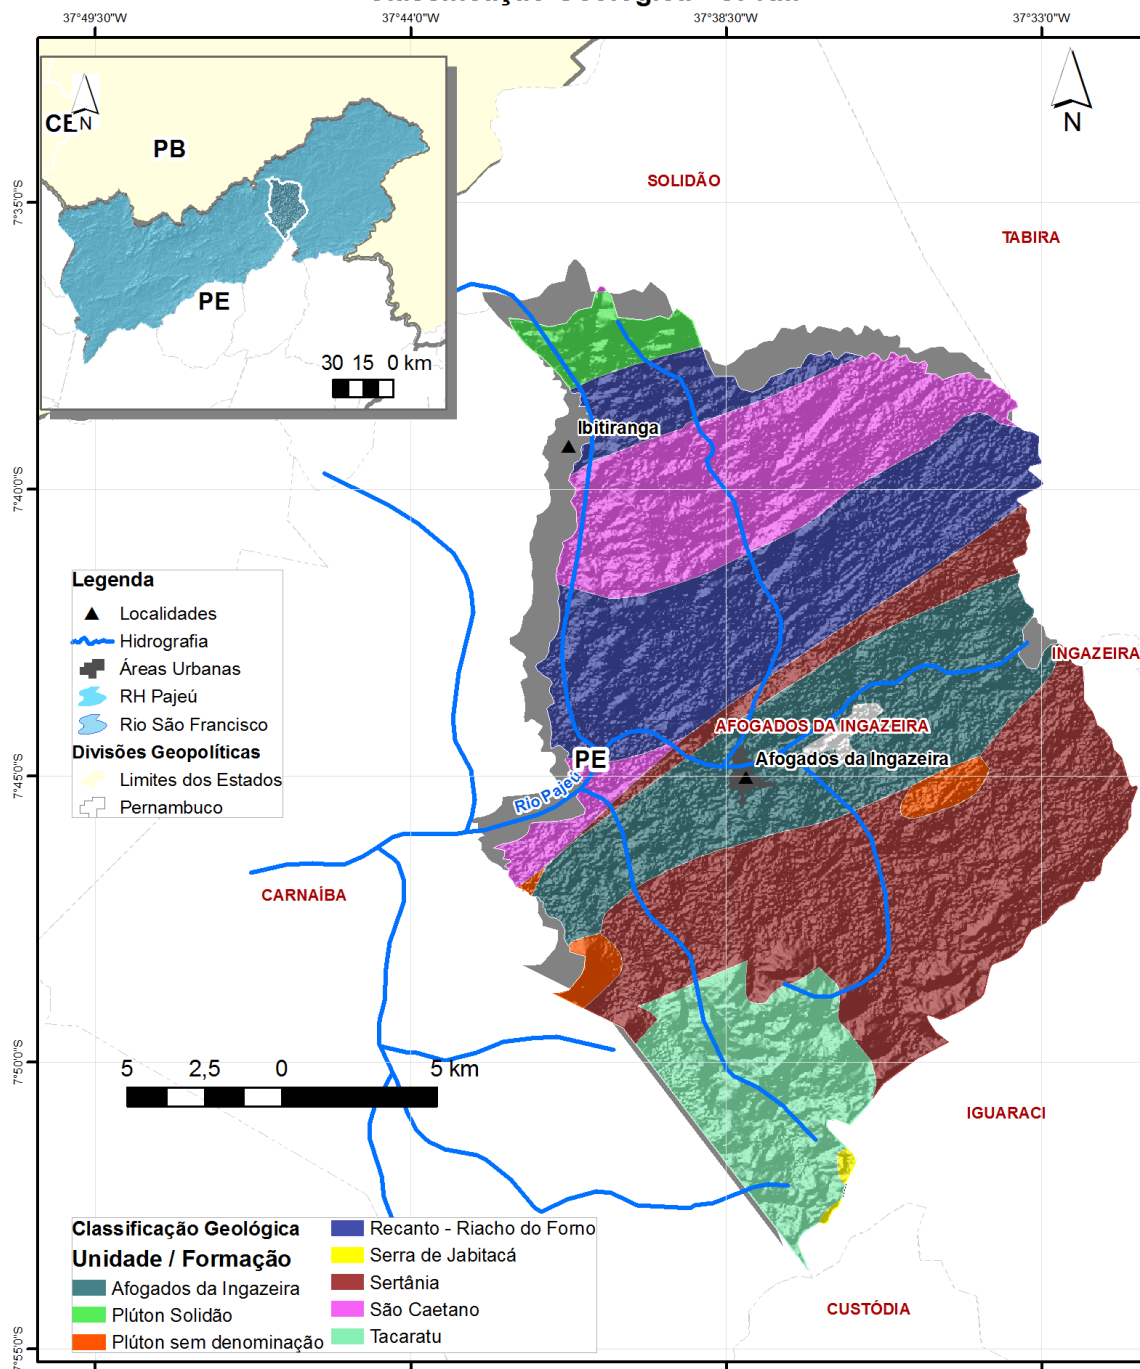 37°49'30"W
37°44'0"W
37°38'30"W
37°33'0"W
CE
N
PB
PE
30 15 0 km
N
SOLIDÃO
TABIRA
7°35'0"S
Ibitiranga
7°40'0"S
Legenda
Localidades
Hidrografia
Áreas Urbanas
RH Pajeú
Rio São Francisco
Divisões Geopolíticas
Limites dos Estados
Pernambuco
INGAZEIRA
AFOGADOS DA INGAZEIRA
PE
Afogados da Ingazeira
7°45'0"S
Rio Pajeú
CARNAÍBA
7°50'0"S
5 2,5 0 5 km
IGUARACI
Classificação Geológica
Unidade / Formação
Afogados da Ingazeira
Plúton Solidão
Plúton sem denominação
Recanto - Riacho do Forno
Serra de Jabitacá
Sertânia
São Caetano
Tacaratu
CUSTÓDIA
7°55'0"S